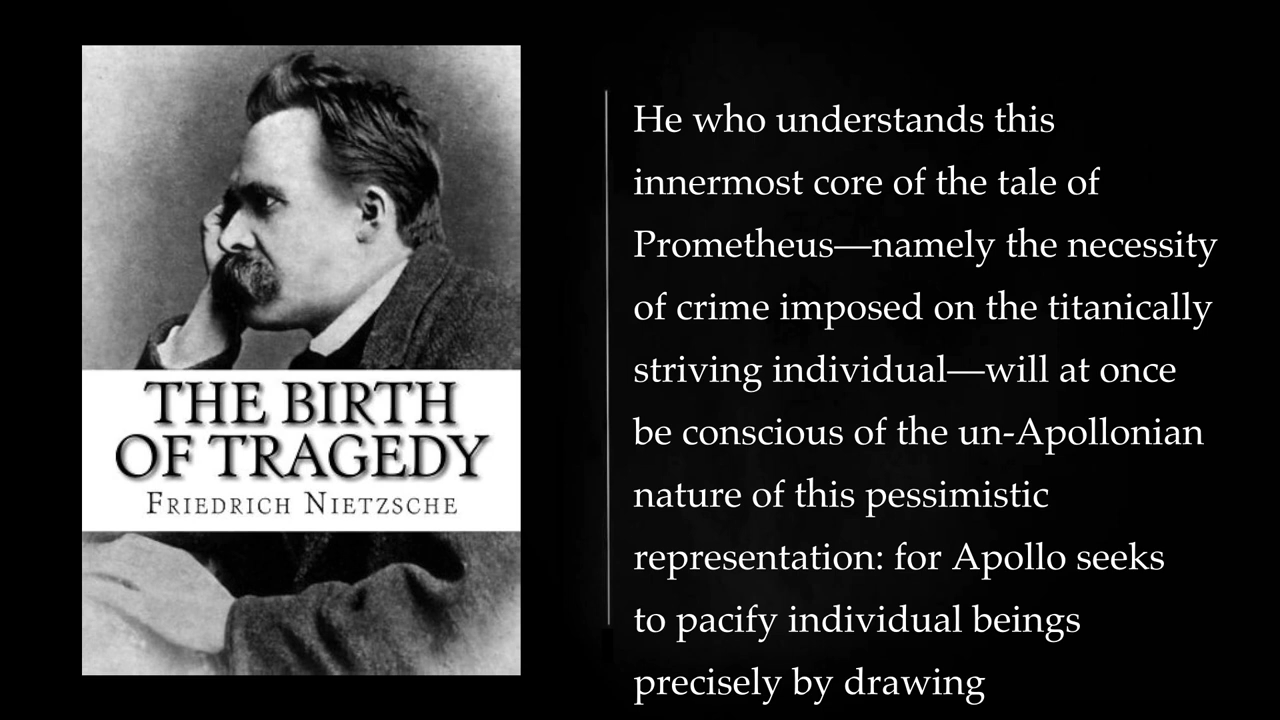 THE BIRTH
OF TRAGEDY
FRIEDRICH NIETZSCHE
He who understands this
innermost core of the tale of
Prometheus—namely the necessity
of crime imposed on the titanically
striving individual—will at once
be conscious of the un-Apollonian
nature of this pessimistic
representation: for Apollo seeks
to pacify individual beings
precisely by drawing